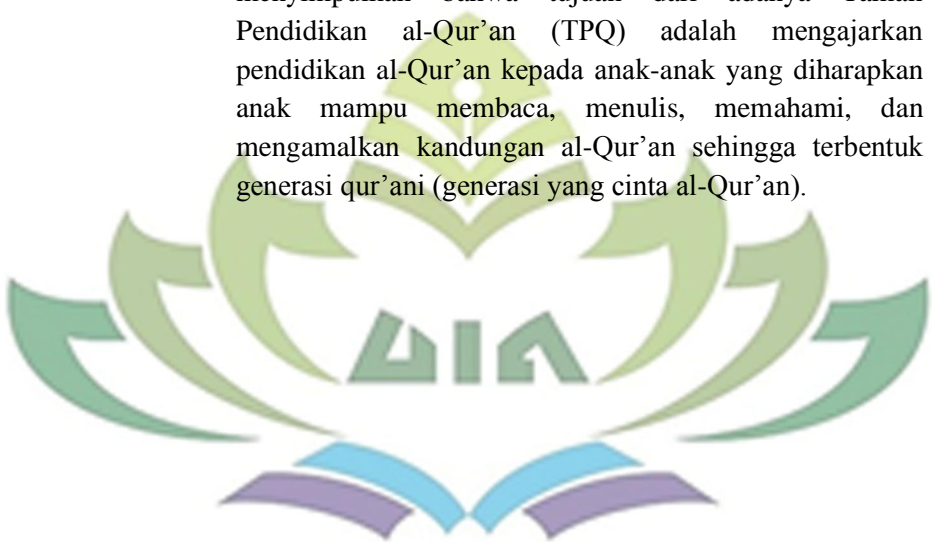 menyimpulkan bahwa tujuan dari adanya Taman
Pendidikan al-Qur’an (TPQ) adalah mengajarkan
pendidikan al-Qur’an kepada anak-anak yang diharapkan
anak mampu membaca, menulis, memahami, dan
mengamalkan kandungan al-Qur’an sehingga terbentuk
generasi qur’ani (generasi yang cinta al-Qur’an).
UIN